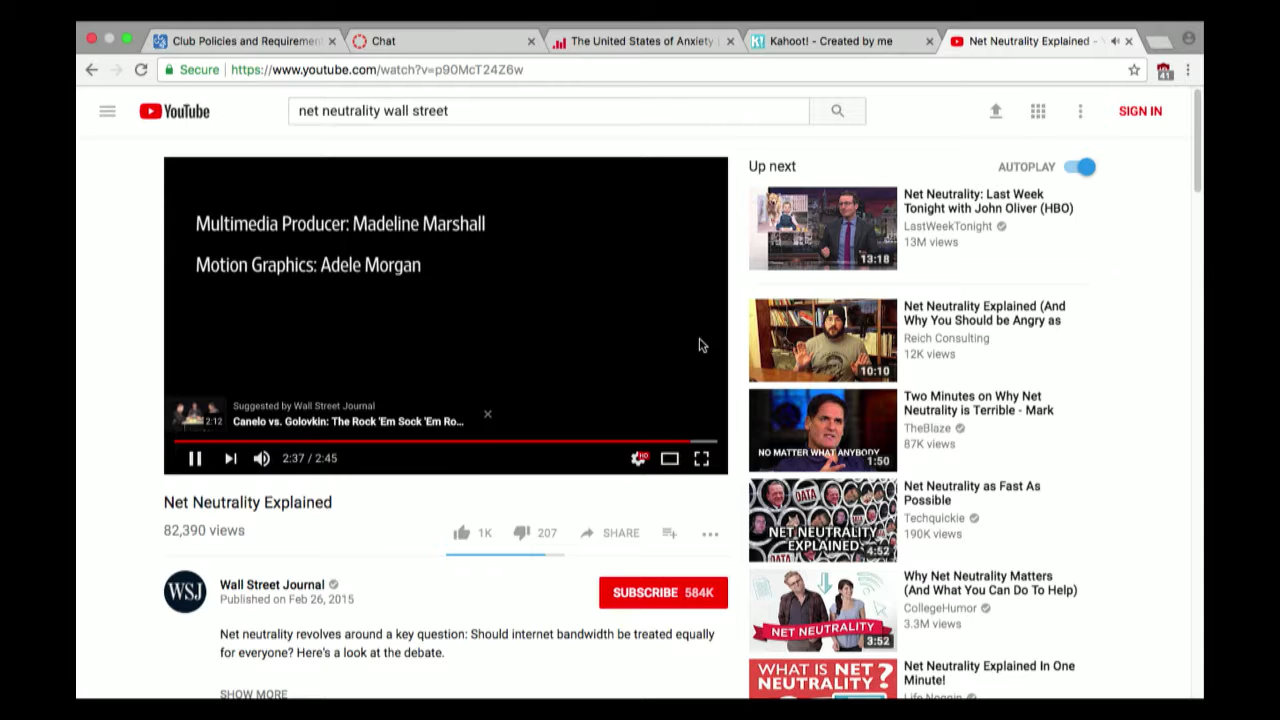 Club Policies and Requiremen
Chat
The United States of Anxiety
Kahoot! - Created by me
Net Neutrality Explained -
Secure
https://www.youtube.com/watch?v=p90McT24Z6w
41
YouTube
net neutrality wall street
SIGN IN
Multimedia Producer: Madeline Marshall
Motion Graphics: Adele Morgan
2:12
Suggested by Wall Street Journal
Canelo vs. Golovkin: The Rock 'Em Sock 'Em Ro...
2:37 / 2:45
HD
Net Neutrality Explained
82,390 views
1K
207
SHARE
WSJ
Wall Street Journal
Published on Feb 26, 2015
SUBSCRIBE 584K
Net neutrality revolves around a key question: Should internet bandwidth be treated equally
for everyone? Here's a look at the debate.
SHOW MORE
Up next
AUTOPLAY
13:18
Net Neutrality: Last Week
Tonight with John Oliver (HBO)
LastWeekTonight
13M views
10:10
Net Neutrality Explained (And
Why You Should be Angry as
Reich Consulting
12K views
NO MATTER WHAT ANYBODY
1:50
Two Minutes on Why Net
Neutrality is Terrible - Mark
TheBlaze
87K views
DATA
DATA
NET NEUTRALITY
EXPLAINED
4:52
Net Neutrality as Fast As
Possible
Techquickie
190K views
NET NEUTRALITY
3:52
Why Net Neutrality Matters
(And What You Can Do To Help)
CollegeHumor
3.3M views
WHAT IS NET
NEUTRALITY?
Net Neutrality Explained In One
Minute!
Life Noggin